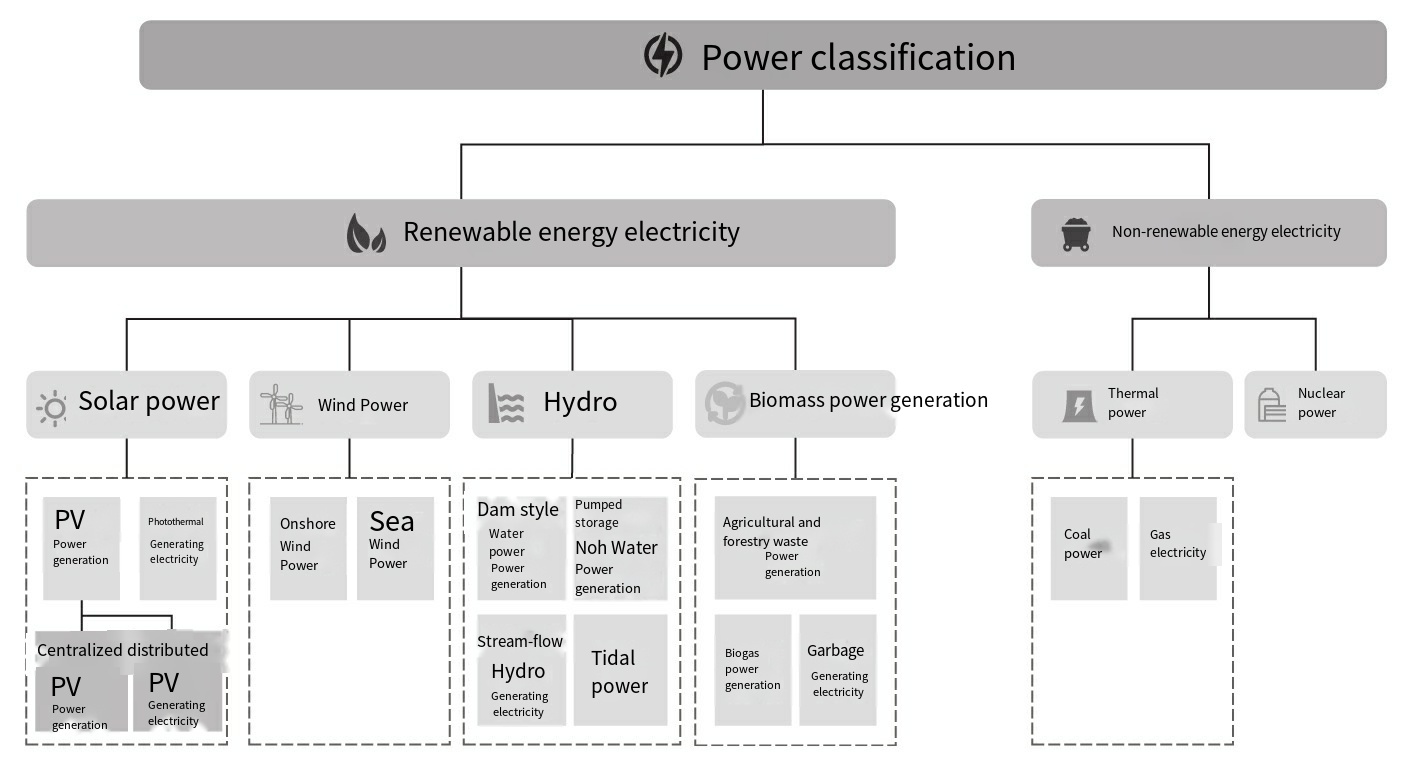 Power classification
Renewable energy electricity
Non-renewable energy electricity
Solar power
Wind Power
Hydro
Biomass power generation
Thermal
power
Nuclear
power
PV
Power
generation
Photothermal
Generating
electricity
Centralized distributed
PV
Power
generation
PV
Generating
electricity
Onshore
Wind
Power
Sea
Wind
Power
Dam style
Water
power
Power
generation
Pumped
storage
Noh Water
Power
generation
Stream-flow
Hydro
Generating
electricity
Tidal
power
Agricultural and
forestry waste
Power
generation
Biogas
power
generation
Garbage
Generating
electricity
Coal
power
Gas
electricity